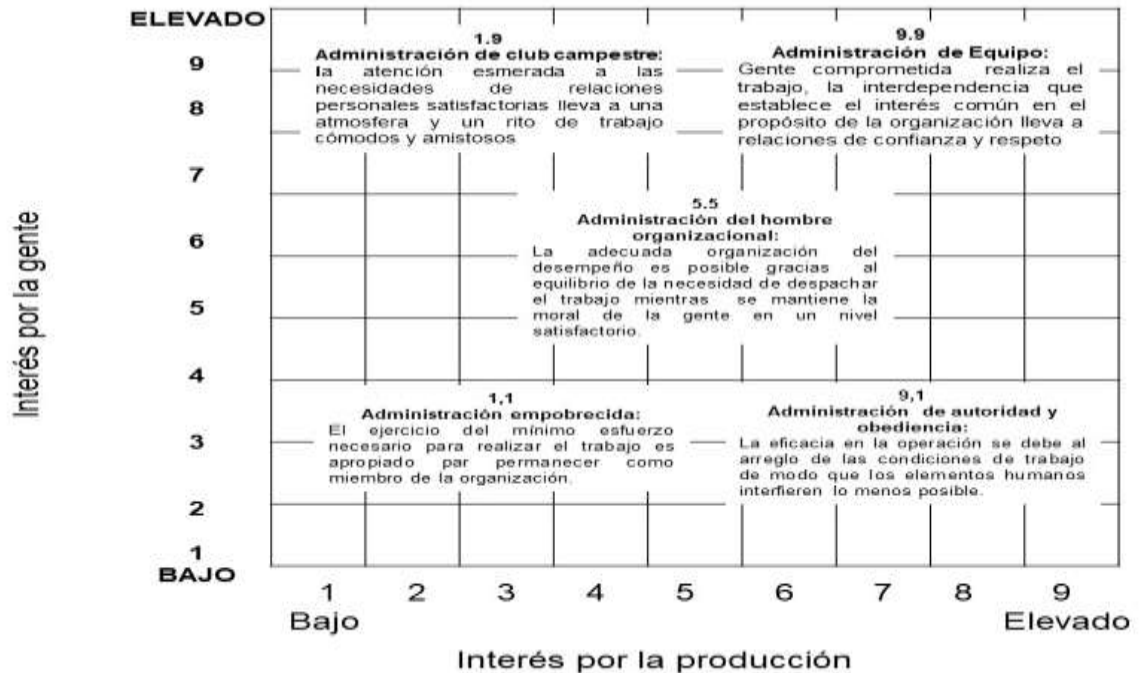 ELEVADO
9
8
7
6
5
4
3
2
1
BAJO
Interés por la gente
1.9
Administración de club campestre:
la atención esmerada a las
necesidades de relaciones
personales satisfactorias lleva a una
atmosfera y un rito de trabajo
cómodos y amistosos
9.9
Administración de Equipo:
Gente comprometida realiza el
trabajo, la interdependencia que
establece el interés común en el
propósito de la organización lleva a
relaciones de confianza y respeto
5.5
Administración del hombre
organizacional:
La adecuada organización del
desempeño es posible gracias al
equilibrio de la necesidad de despachar
el trabajo mientras se mantiene la
moral de la gente en un nivel
satisfactorio.
1,1
Administración empobrecida:
El ejercicio del mínimo esfuerzo
necesario para realizar el trabajo es
apropiado par permanecer como
miembro de la organización.
9,1
Administración de autoridad y
obediencia:
La eficacia en la operación se debe al
arreglo de las condiciones de trabajo
de modo que los elementos humanos
interfieren lo menos posible.
1 2 3 4 5 6 7 8 9
Bajo Elevado
Interés por la producción